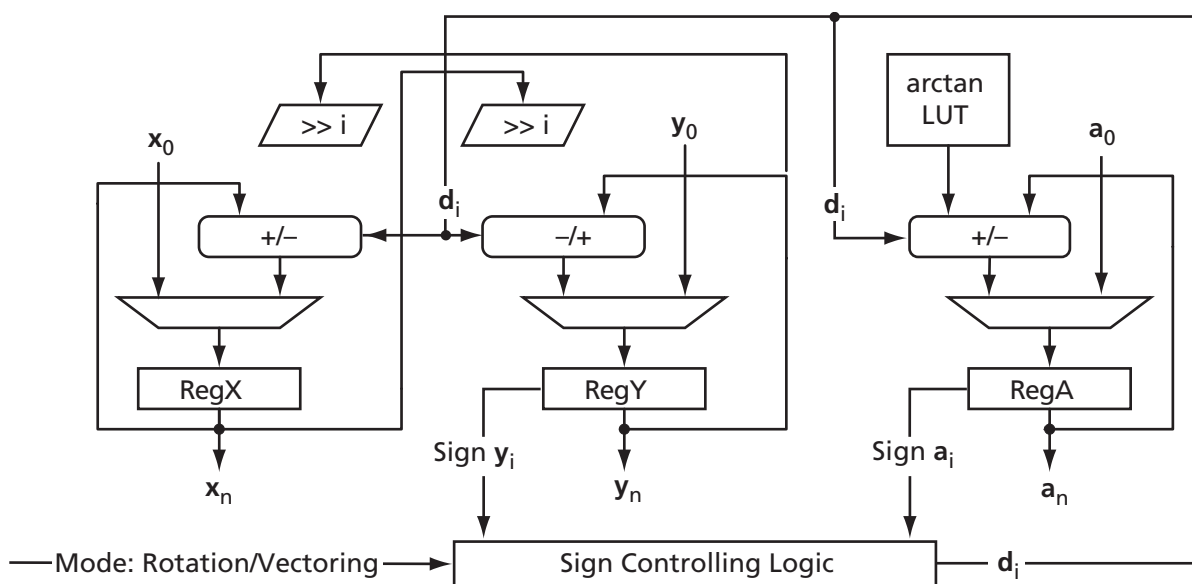 arctan
LUT
>> i
>> i
x0
y0
a0
di
di
+/–
–/+
+/–
RegX
RegY
RegA
Sign yi
Sign ai
xn
yn
an
Mode: Rotation/Vectoring
Sign Controlling Logic
di